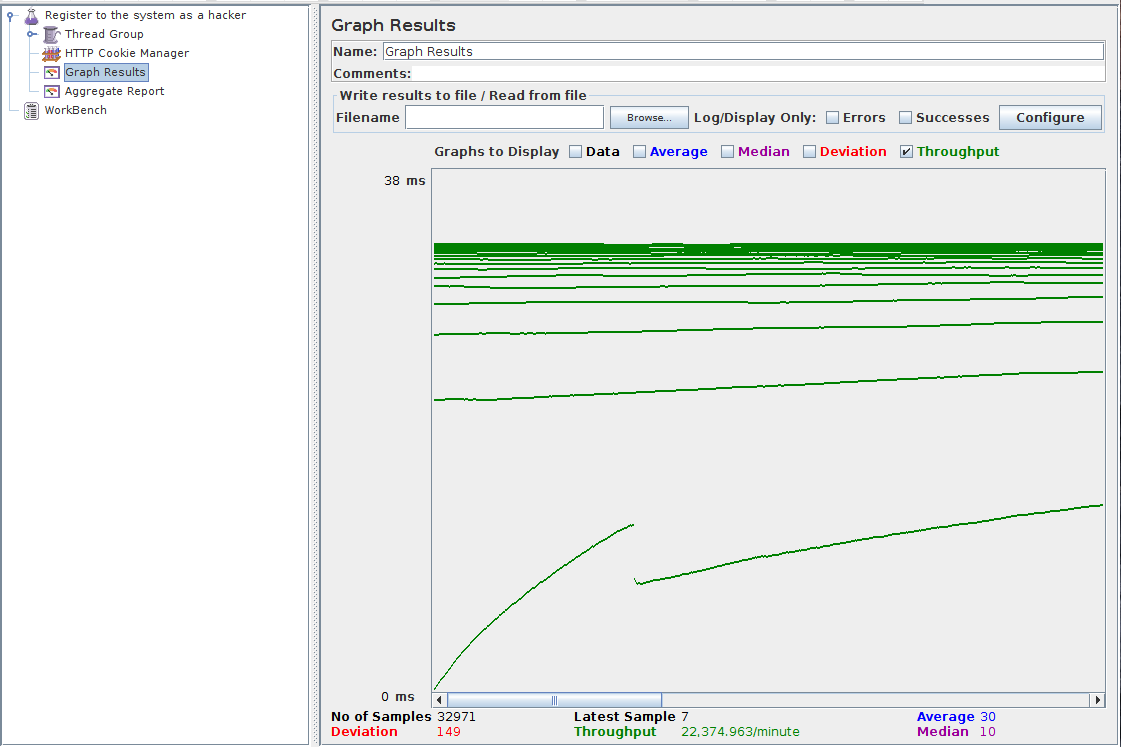 Register to the system as a hacker
Thread Group
HTTP Cookie Manager
Graph Results
Aggregate Report
WorkBench
Graph Results
Name: Graph Results
Comments:
Write results to file / Read from file
Filename Browse... Log/Display Only: Errors Successes Configure
Graphs to Display Data Average Median Deviation Throughput
38 ms
0 ms
No of Samples 32971 Latest Sample 7 Average 30
Deviation 149 Throughput 22,374.963/minute Median 10